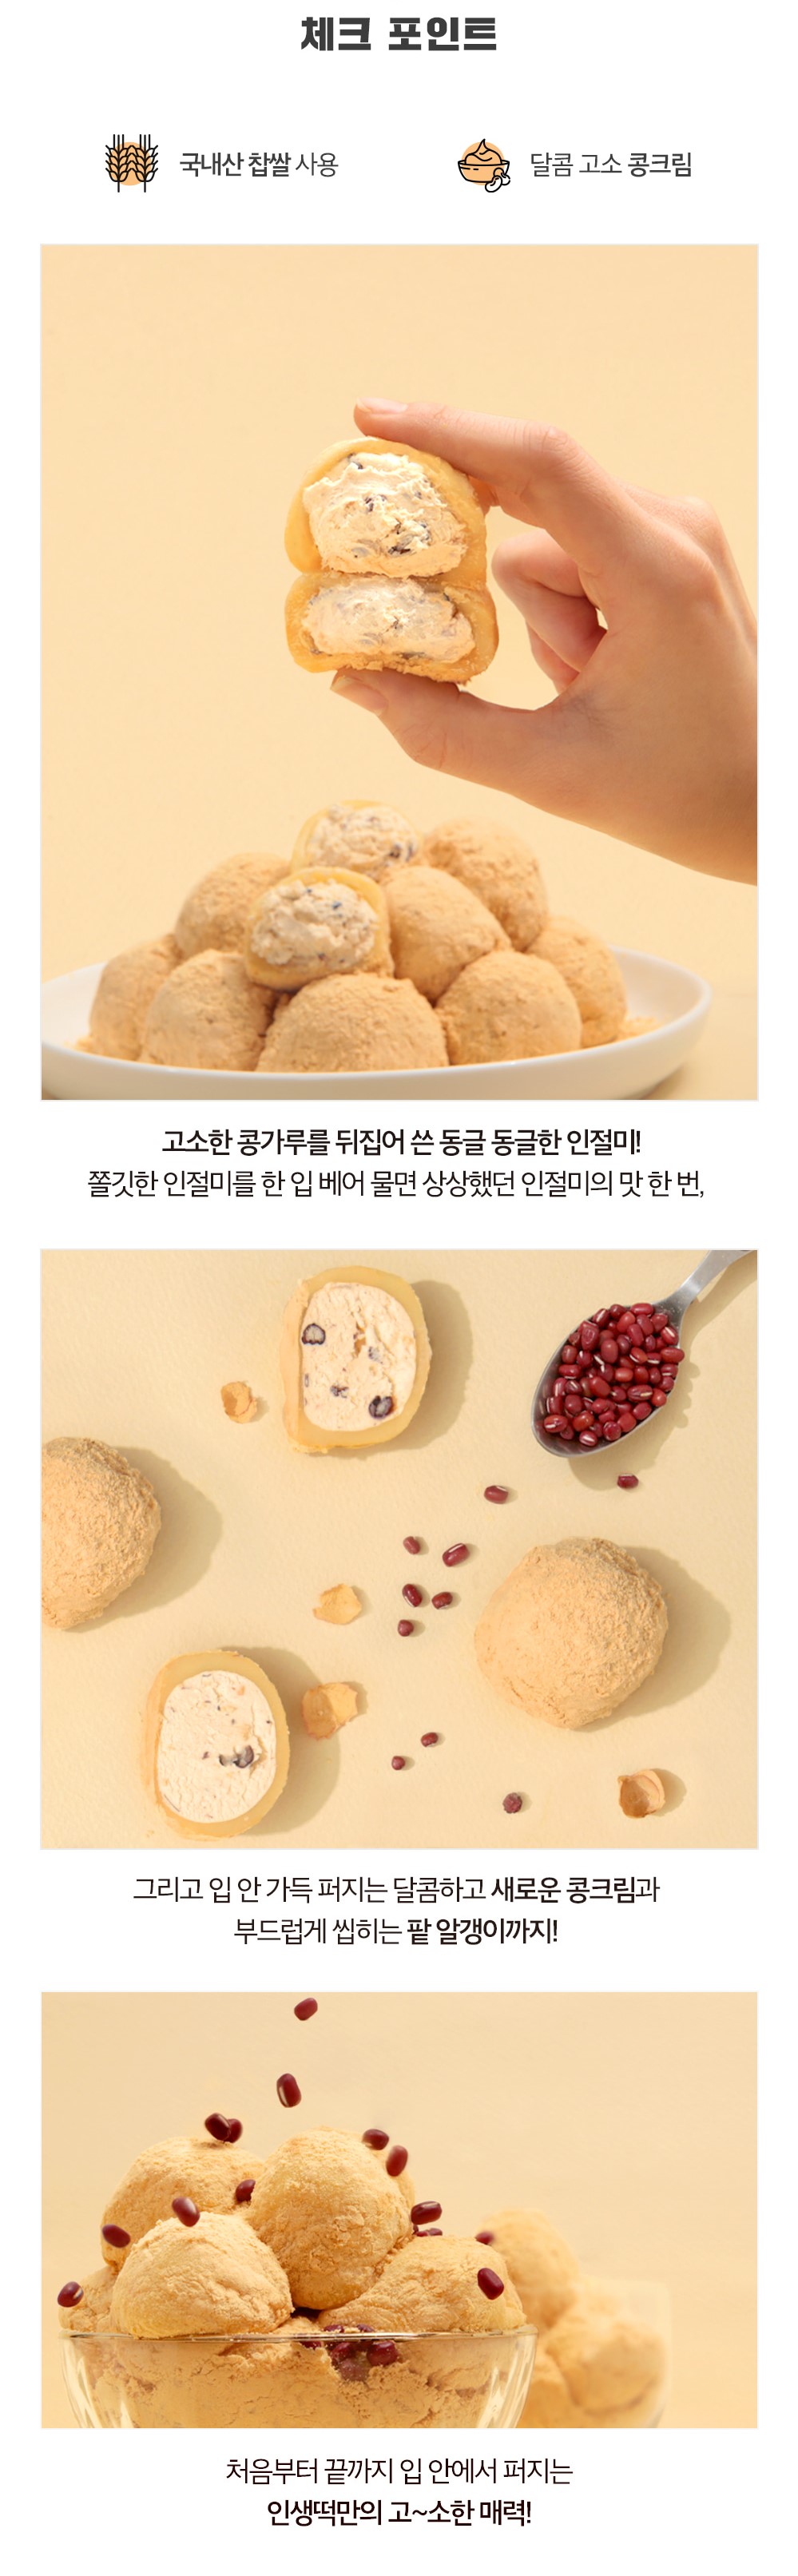 체크 포인트
국내산 찹쌀 사용
달콤 고소 콩크림
고소한 콩가루를 뒤집어 쓴 동글 동글한 인절미!
쫄깃한 인절미를 한 입 베어 물면 상상했던 인절미의 맛 한 번,
그리고 입 안 가득 퍼지는 달콤하고 새로운 콩크림과
부드럽게 씹히는 팥 알갱이까지!
처음부터 끝까지 입 안에서 퍼지는
인생떡만의 고~소한 매력!